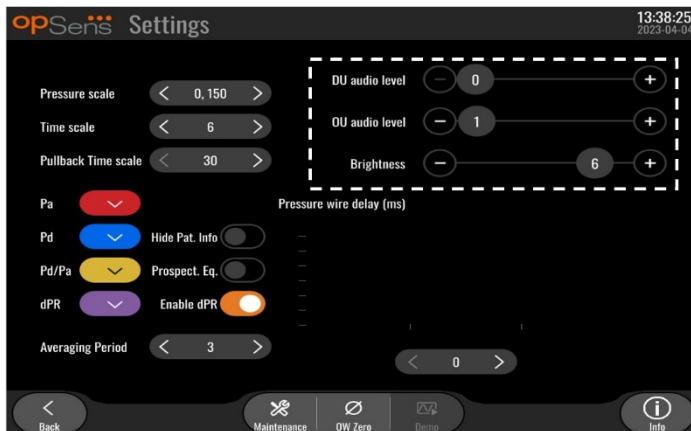 opSens Settings
13:38:25
2023-04-04
Pressure scale < 0, 150 >
Time scale < 6 >
Pullback Time scale < 30 >
DU audio level − 0 +
OU audio level − 1 +
Brightness − 6 +
Pa
Pressure wire delay (ms)
Pd
Hide Pat. Info
Pd/Pa
Prospect. Eq.
dPR
Enable dPR
Averaging Period < 3 >
< 0 >
Back
Maintenance
OW Zero
Demo
Info